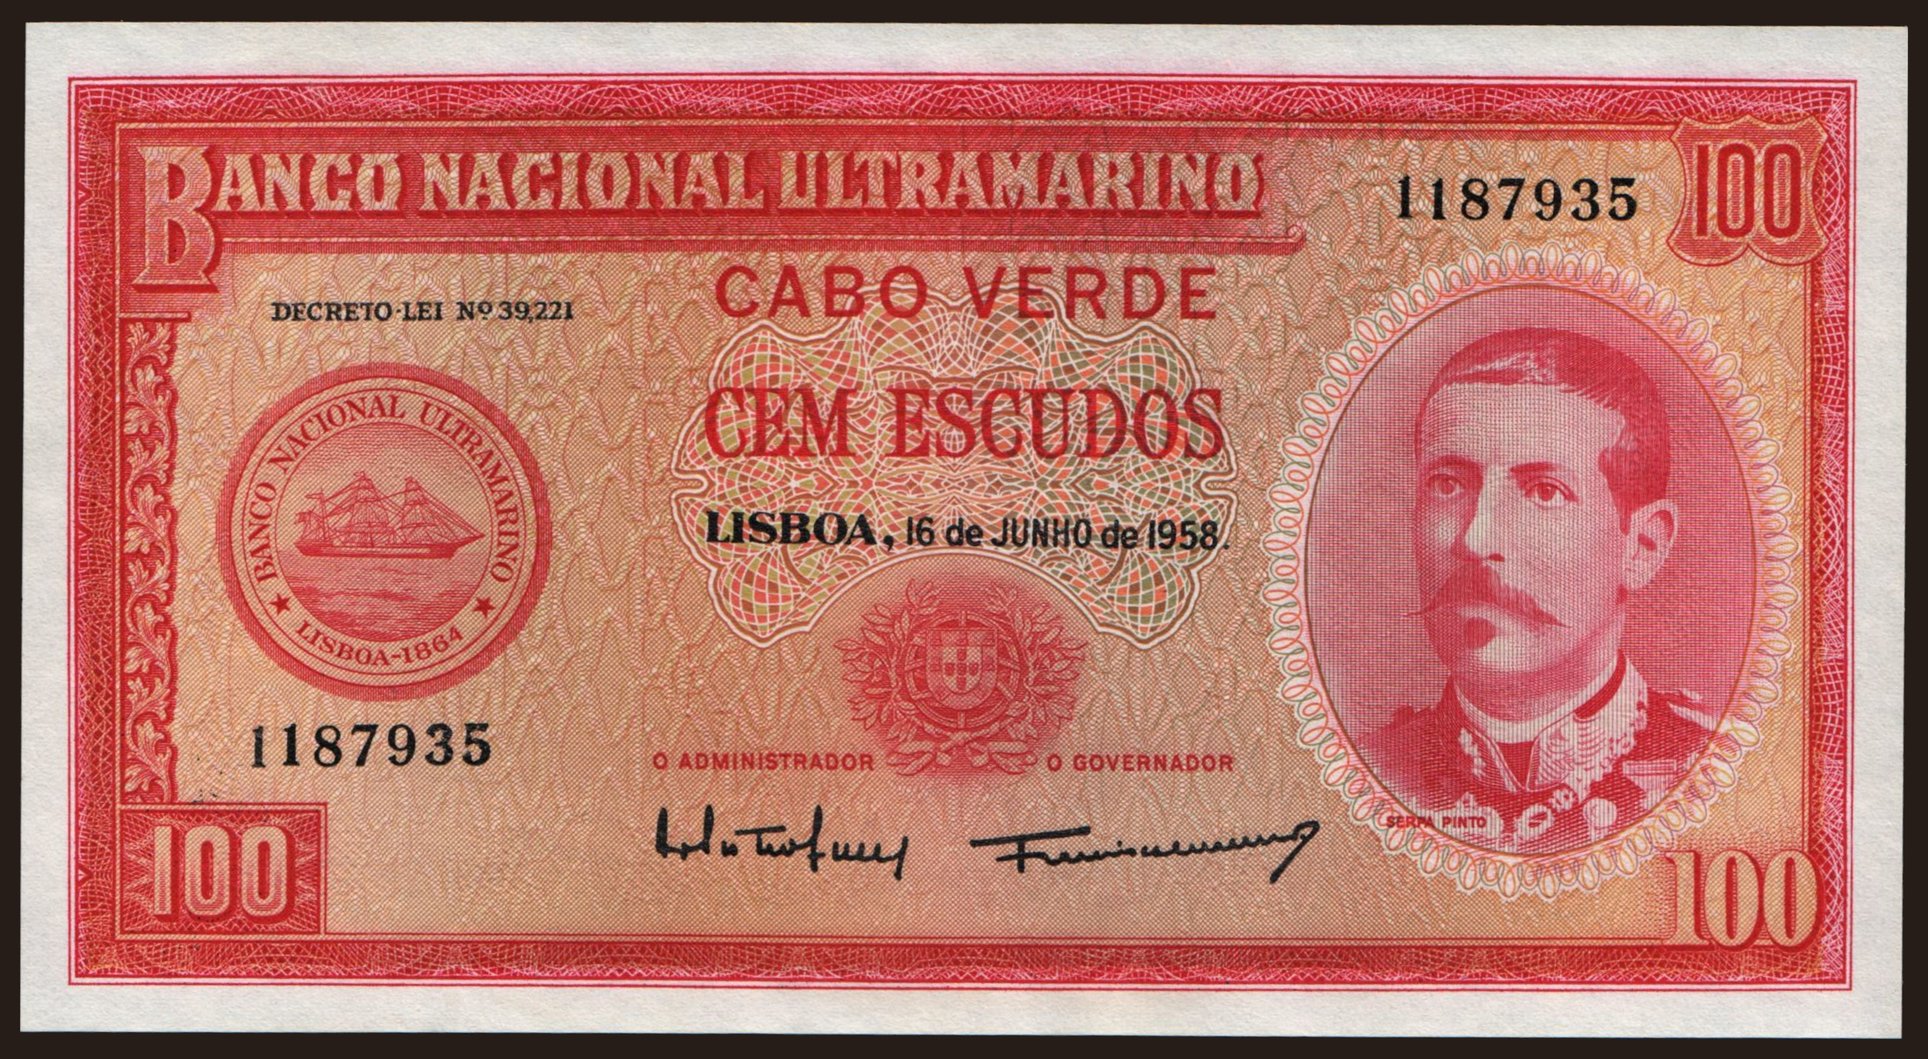 BANCO NACIONAL ULTRAMARINO
1187935
100
CABO VERDE
DECRETO-LEI Nº 39,221
CEM ESCUDOS
BANCO NACIONAL ULTRAMARINO
LISBOA-1864
LISBOA, 16 de JUNHO de 1958.
1187935
O ADMINISTRADOR
O GOVERNADOR
SERPA PINTO
100
100